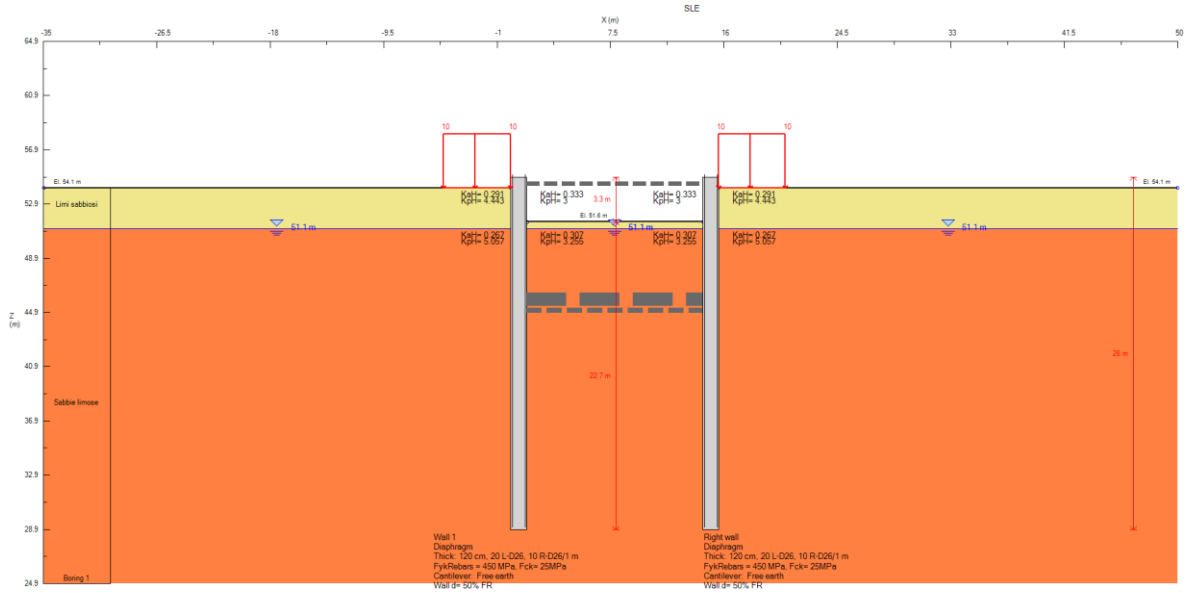 SLE
X (m)
-35 -26.5 -18 -9.5 -1 7.5 16 24.5 33 41.5 50
64.9
60.9
56.9
52.9
48.9
44.9
40.9
36.9
32.9
28.9
24.9
Z
(m)
10 10 10 10
El. 54.1 m
El. 54.1 m
Limi sabbiosi
KaH= 0.291
KpH= 4.443
KaH= 0.333
KpH= 3
3.3 m
KaH= 0.333
KpH= 3
KaH= 0.291
KpH= 4.443
El. 51.6 m
51.1 m
51.1 m
51.1 m
KaH= 0.267
KpH= 5.057
KaH= 0.307
KpH= 3.255
KaH= 0.307
KpH= 3.255
KaH= 0.267
KpH= 5.057
26 m
22.7 m
Sabbie limose
Boring 1
Wall 1
Diaphragm
Thick: 120 cm, 20 L-D26, 10 R-D26/1 m
FykRebars = 450 MPa, Fck= 25MPa
Cantilever: Free earth
Wall d= 50% FR
Right wall
Diaphragm
Thick: 120 cm, 20 L-D26, 10 R-D26/1 m
FykRebars = 450 MPa, Fck= 25MPa
Cantilever: Free earth
Wall d= 50% FR